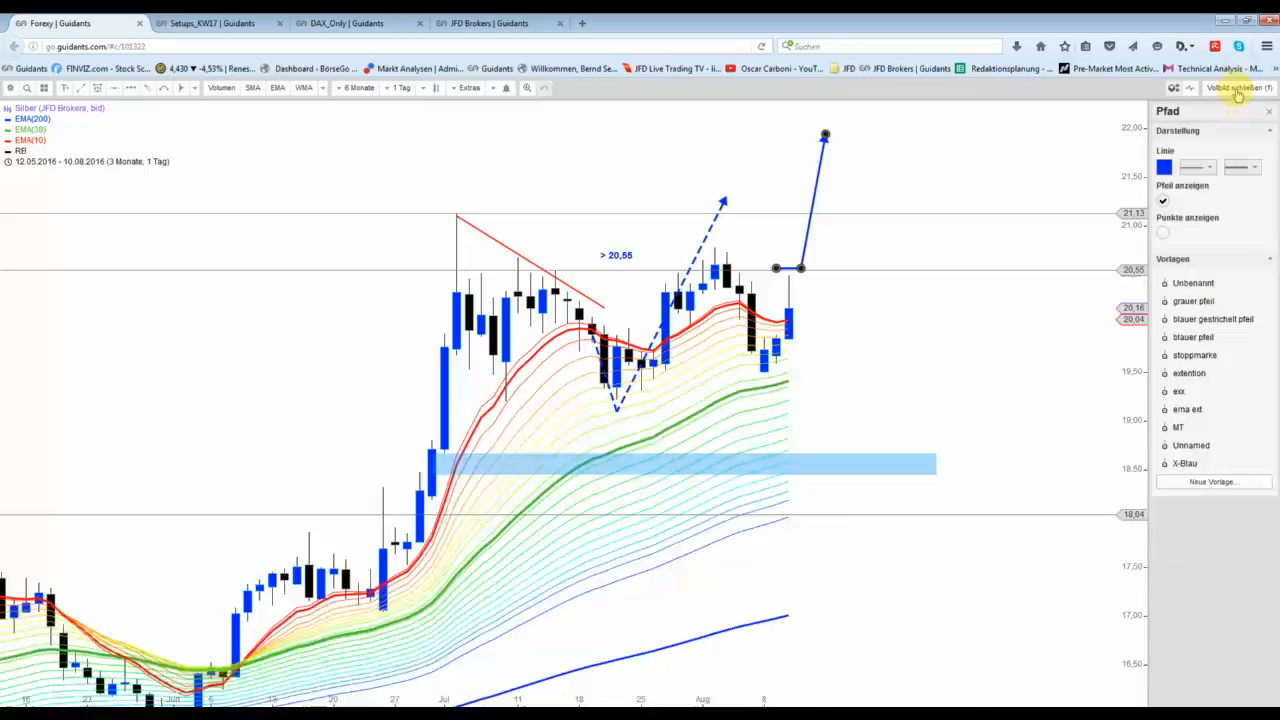 Forexy | Guidants
Setups_KW17 | Guidants
DAX_Only | Guidants
JFD Brokers | Guidants
go.guidants.com/#c/101322
Suchen
Guidants
FINVIZ.com - Stock Sc...
4,430 ▾ -4,53% | Renes...
Dashboard ‹ BörseGo ...
Markt Analysen | Admi...
Guidants
Willkommen, Bernd Se...
JFD Live Trading TV - li...
Oscar Carboni - YouT...
JFD
JFD Brokers | Guidants
Redaktionsplanung - ...
Pre-Market Most Activ...
Technical Analysis - M...
Volumen
SMA
EMA
WMA
6 Monate
1 Tag
Extras
Vollbild schließen (f)
Silber (JFD Brokers, bid)
EMA(200)
EMA(38)
EMA(10)
RB
12.05.2016 - 10.08.2016 (3 Monate, 1 Tag)
> 20,55
22,00
21,50
21,13
21,00
20,55
20,16
20,04
19,50
19,00
18,50
18,04
17,50
17,00
16,50
16
23
Jun
6
13
20
27
Jul
11
18
25
Aug
8
Pfad
Darstellung
Linie
Pfeil anzeigen
Punkte anzeigen
Vorlagen
Unbenannt
grauer pfeil
blauer gestrichelt pfeil
blauer pfeil
stoppmarke
extention
exx
ema ext
MT
Unnamed
X-Blau
Neue Vorlage...